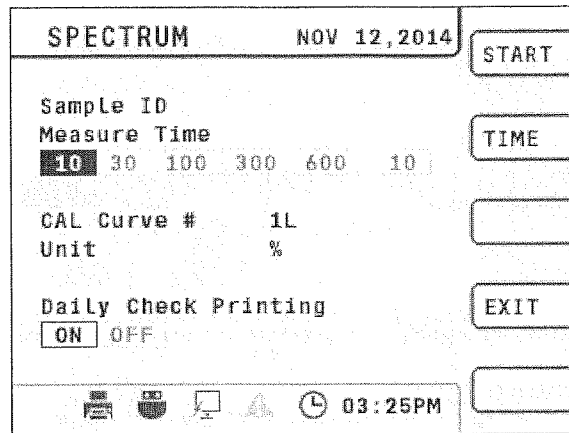 SPECTRUM NOV 12,2014
START
Sample ID
Measure Time
TIME
10 30 100 300 600 10
CAL Curve # 1L
Unit %
Daily Check Printing
EXIT
ON OFF
03:25PM